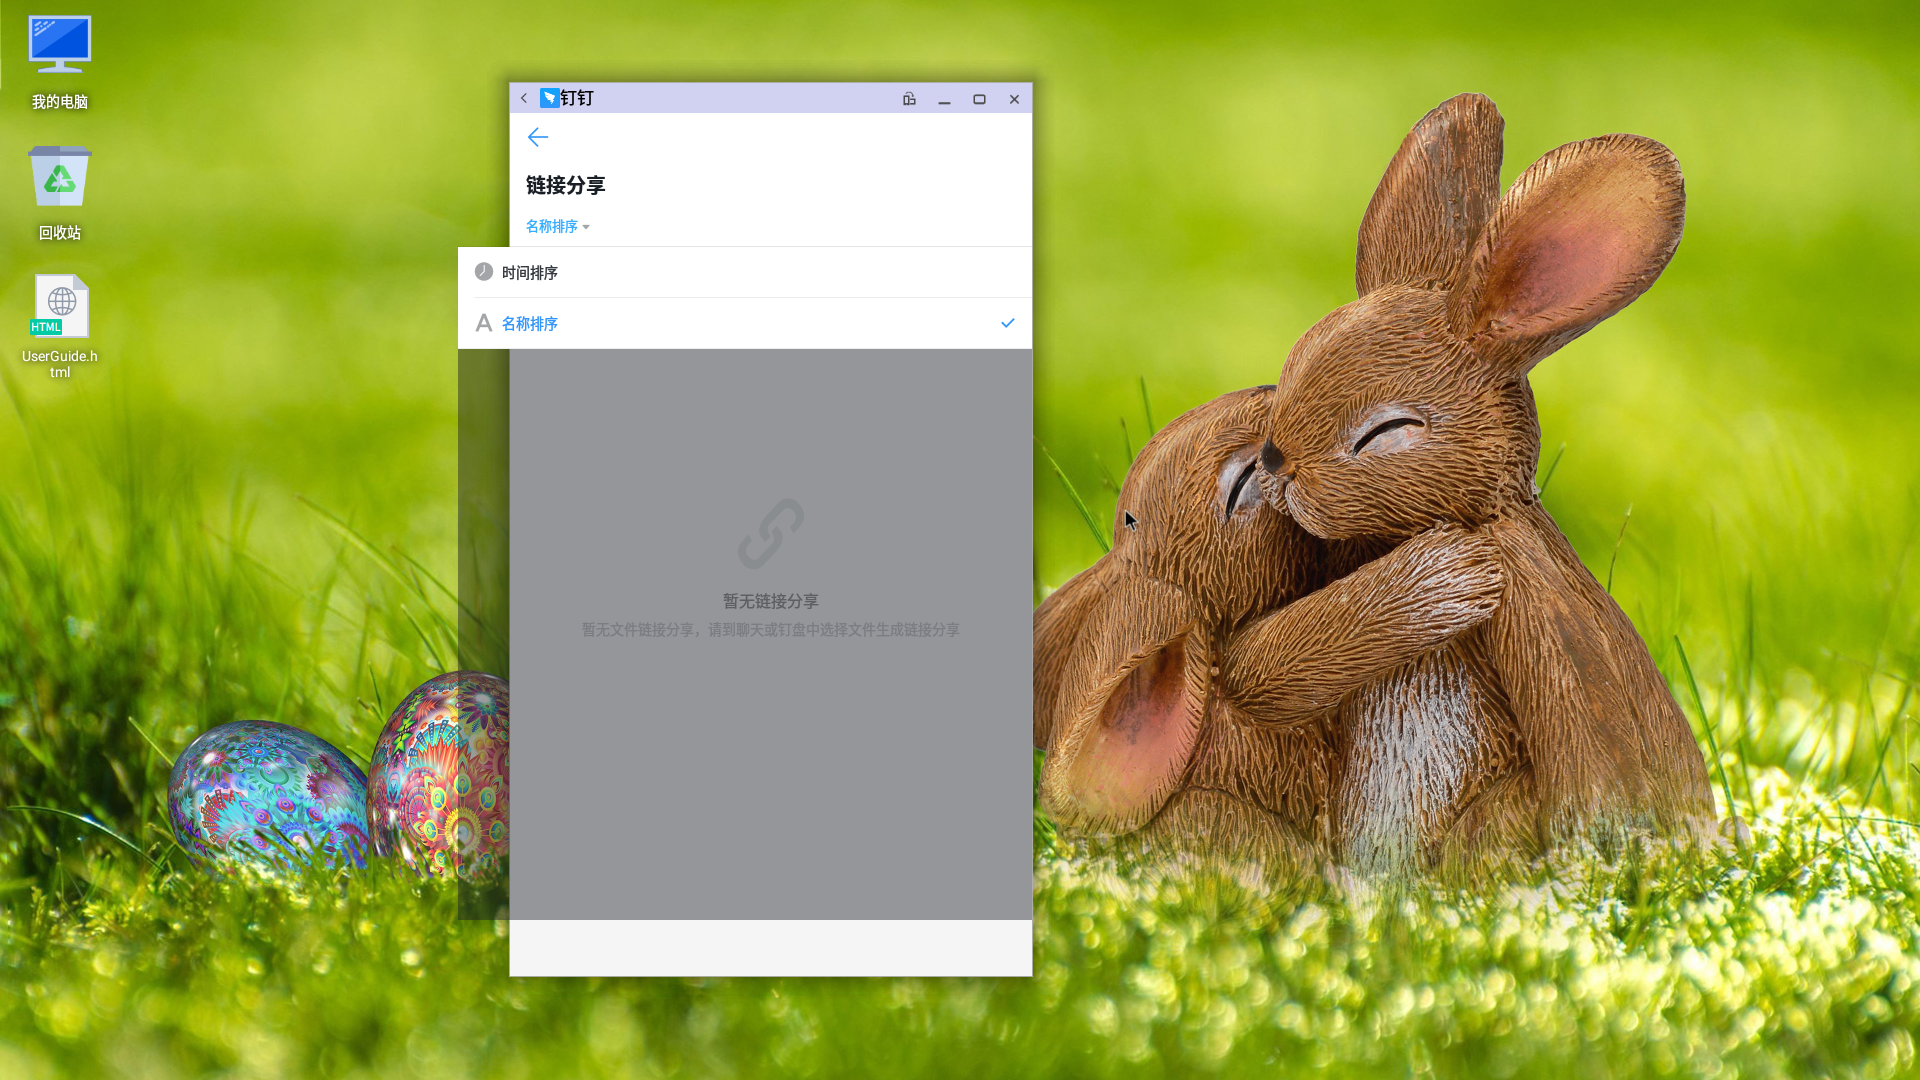 我的电脑
回收站
HTML
UserGuide.h
tml
钉钉
链接分享
名称排序
时间排序
A 名称排序
暂无链接分享
暂无文件链接分享，请到聊天或钉盘中选择文件生成链接分享